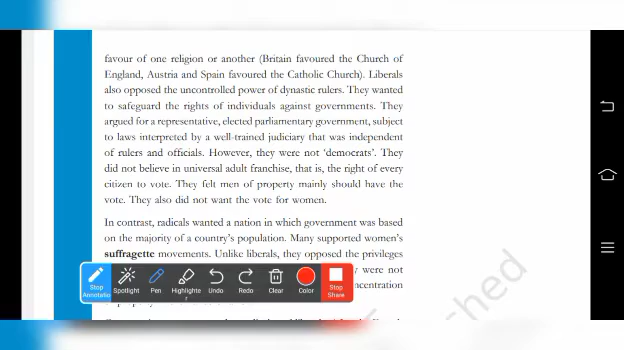 favour of one religion or another (Britain favoured the Church of
England, Austria and Spain favoured the Catholic Church). Liberals
also opposed the uncontrolled power of dynastic rulers. They wanted
to safeguard the rights of individuals against governments. They
argued for a representative, elected parliamentary government, subject
to laws interpreted by a well-trained judiciary that was independent
of rulers and officials. However, they were not ‘democrats’. They
did not believe in universal adult franchise, that is, the right of every
citizen to vote. They felt men of property mainly should have the
vote. They also did not want the vote for women.
In contrast, radicals wanted a nation in which government was based
on the majority of a country’s population. Many supported women’s
suffragette movements. Unlike liberals, they opposed the privileges
were not
Stop Annotatio
Spotlight
Pen
Highlighte r
Undo
Redo
Clear
Color
Stop Share